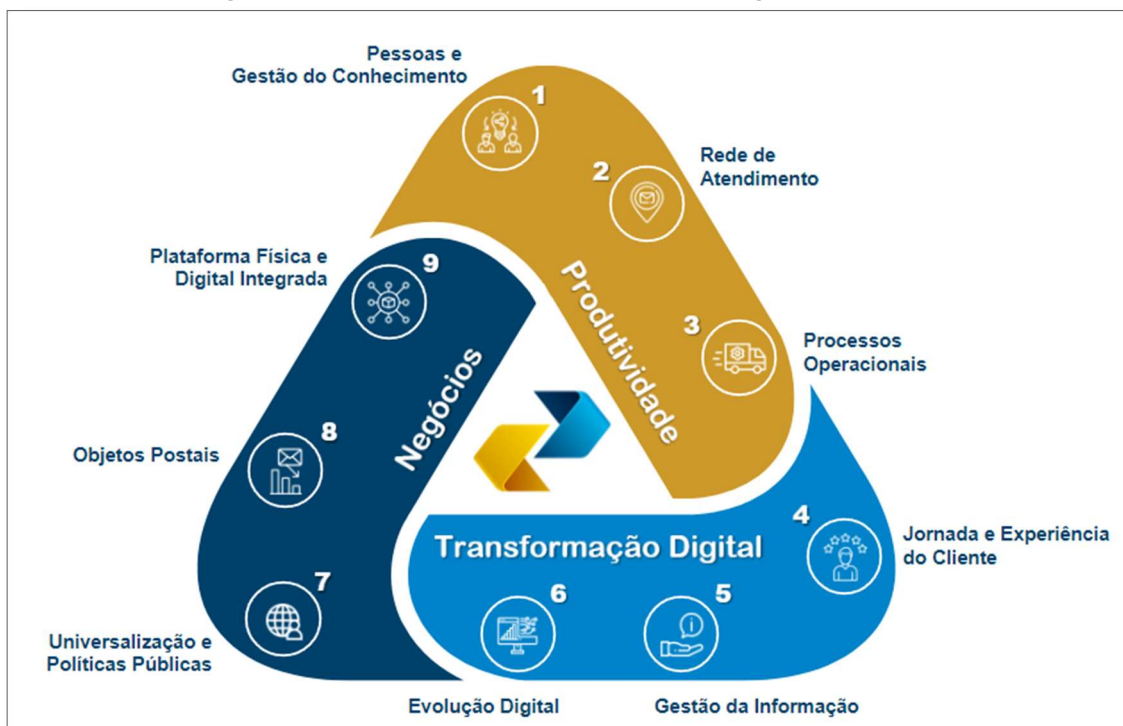 Pessoas e
Gestão do Conhecimento
1
2
Rede de
Atendimento
Plataforma Física e
Digital Integrada
9
Produtividade
3
Processos
Operacionais
Negócios
Objetos Postais
8
4
Jornada e Experiência
do Cliente
Transformação Digital
7
6
5
i
Universalização e
Políticas Públicas
Evolução Digital
Gestão da Informação